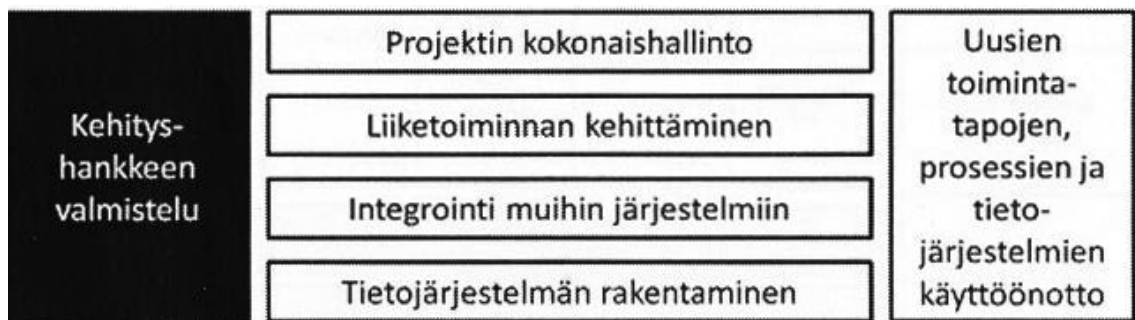 Kehitys-
hankkeen
valmistelu
Projektin kokonaishallinto
Liiketoiminnan kehittäminen
Integrointi muihin järjestelmiin
Tietojärjestelmän rakentaminen
Uusien
toiminta-
tapojen,
prosessien ja
tieto-
järjestelmien
käyttöönotto